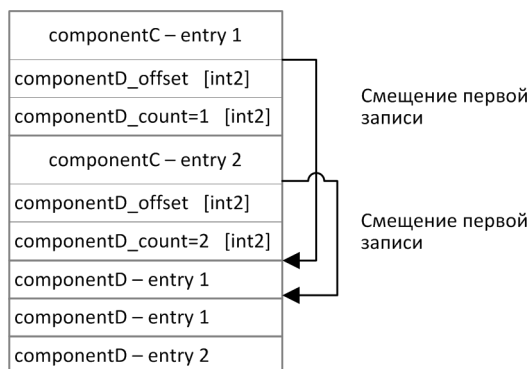 componentC – entry 1
componentD_offset [int2]
componentD_count=1 [int2]
Смещение первой
записи
componentC – entry 2
componentD_offset [int2]
componentD_count=2 [int2]
Смещение первой
записи
componentD – entry 1
componentD – entry 1
componentD – entry 2